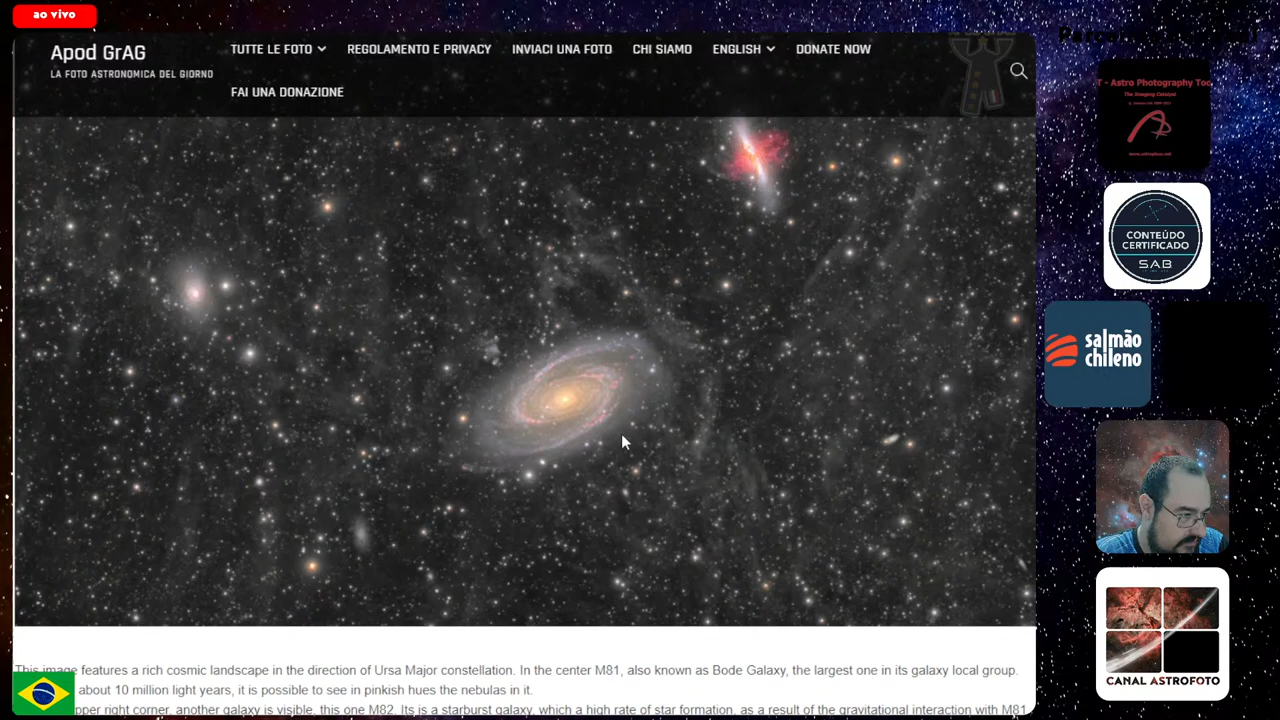 ao vivo
Apod GrAG
LA FOTO ASTRONOMICA DEL GIORNO
TUTTE LE FOTO
REGOLAMENTO E PRIVACY
INVIACI UNA FOTO
CHI SIAMO
ENGLISH
DONATE NOW
FAI UNA DONAZIONE
T - Astro Photography Too
The Imaging Catalyst
CONTEÚDO
CERTIFICADO
SAB
salmão
chileno
CANAL ASTROFOTO
This image features a rich cosmic landscape in the direction of Ursa Major constellation. In the center M81, also known as Bode Galaxy, the largest one in its galaxy local group.
about 10 million light years, it is possible to see in pinkish hues the nebulas in it.
pper right corner, another galaxy is visible, this one M82. Its is a starburst galaxy, which a high rate of star formation, as a result of the gravitational interaction with M81